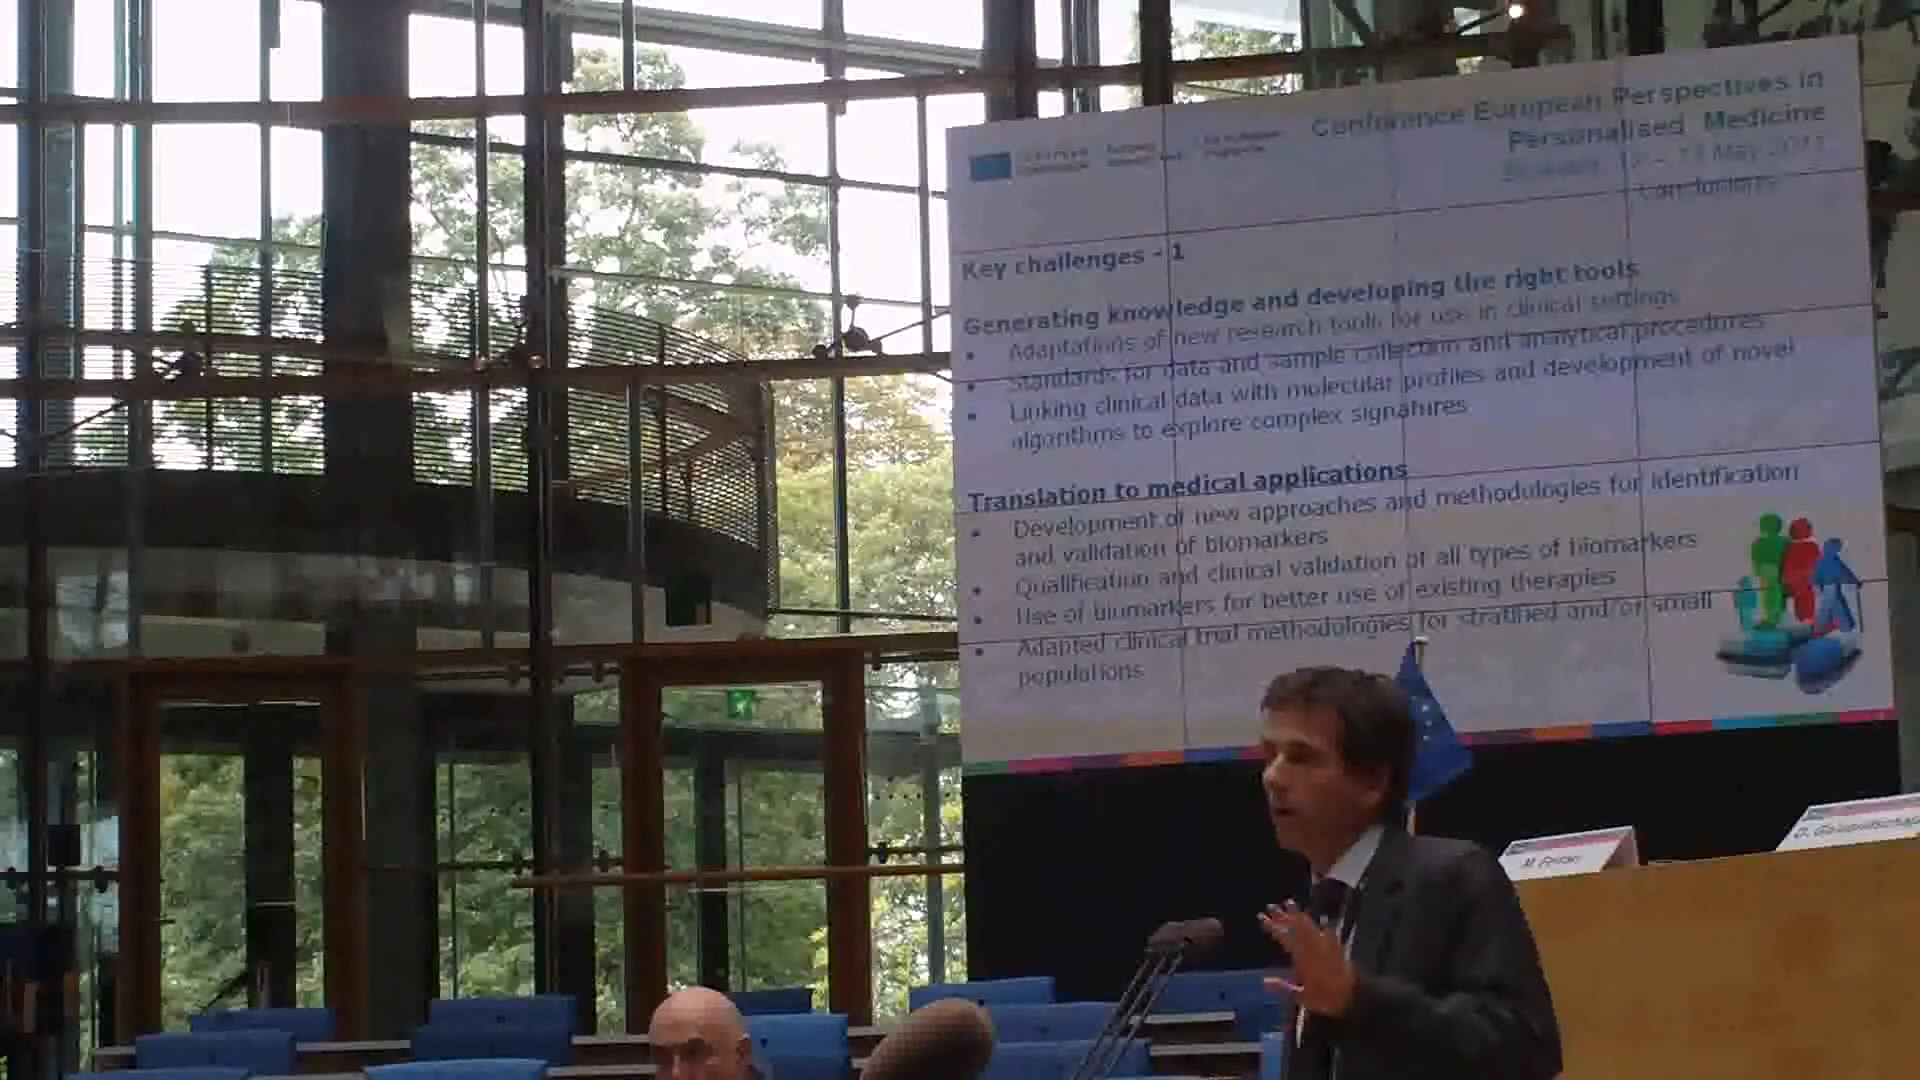 Conference European Perspectives in
Personalised Medicine
12 - 13 May 2011
Conclusions
Key challenges - 1
Generating knowledge and developing the right tools
• Adaptations of new research tools for use in clinical settings
• Standards for data and sample collection and analytical procedures
• Linking clinical data with molecular profiles and development of novel
algorithms to explore complex signatures
Translation to medical applications
• Development of new approaches and methodologies for identification
and validation of biomarkers
• Qualification and clinical validation of all types of biomarkers
• Use of biomarkers for better use of existing therapies
• Adapted clinical trial methodologies for stratified and/or small
populations